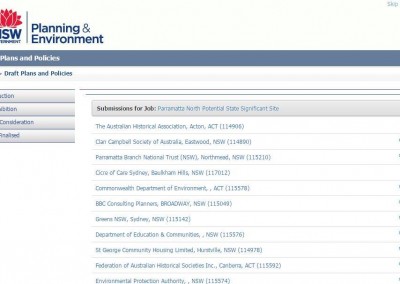 Skip
NSW
GOVERNMENT
Planning &
Environment
Plans and Policies
Draft Plans and Policies
Submissions for Job: Parramatta North Potential State Significant Site
The Australian Historical Association, Acton, ACT (114906)
Clan Campbell Society of Australia, Eastwood, NSW (114890)
Consideration
Parramatta Branch National Trust (NSW), Northmead, NSW (115210)
Finalised
Circe of Care Sydney, Baulkham Hills, NSW (117012)
Commonwealth Department of Environment, , ACT (115578)
BBC Consulting Planners, BROADWAY, NSW (115049)
Greens NSW, Sydney, NSW (115142)
Department of Education & Communities, , NSW (115576)
St George Community Housing Limited, Hurstville, NSW (114978)
Federation of Australian Historical Societies Inc., Canberra, ACT (115592)
Environmental Protection Authority, , NSW (115574)